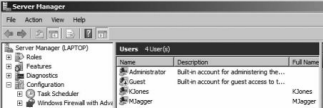 Server Manager
File Action View Help
Server Manager (LAPTOP)
Roles
Features
Diagnostics
Configuration
Task Scheduler
Windows Firewall with Adva
Users 4 User(s)
Name Description Full Name
Administrator Built-in account for administering the...
Guest Built-in account for guest access to t...
KJones KJones
MJagger MJagger